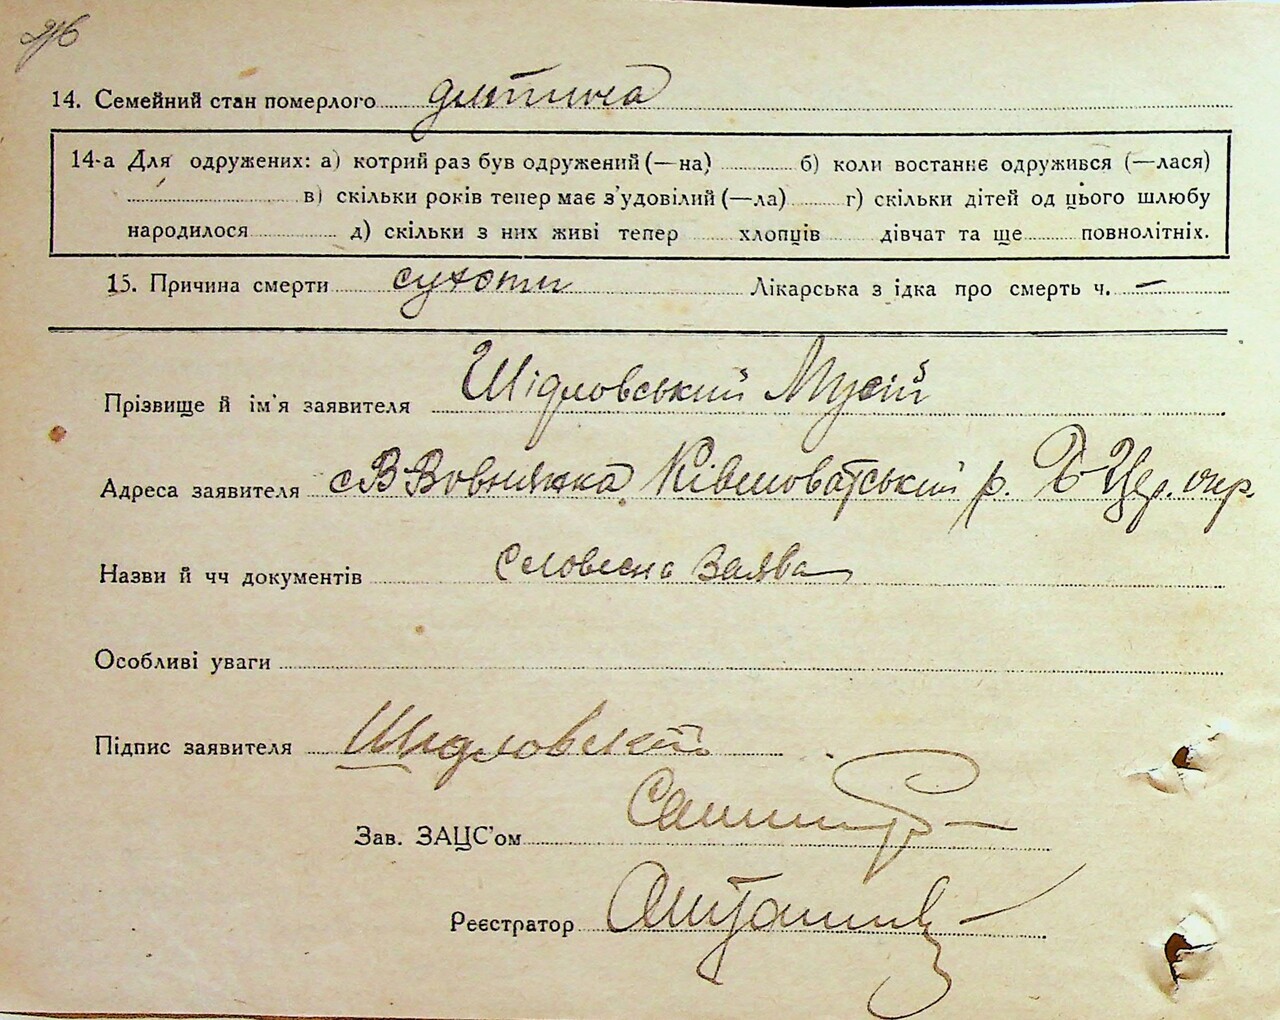 14. Семейний стан померлого дитина
14-а Для одружених: а) котрий раз був одружений (—на) б) коли востаннє одружився (—лася)
в) скільки років тепер має з'удовілий (—ла) г) скільки дітей од цього шлюбу
народилося д) скільки з них живі тепер хлопців дівчат та ще повнолітніх.
15. Причина смерти сухоти Лікарська з ідка про смерть ч. —
Прізвище й ім'я заявителя Шідловський Мусій
Адреса заявителя с В Вовнянка Ківшоватський р. Б-Цер. окр.
Назви й чч документів Словесна заява
Особливі уваги
Підпис заявителя Шидловский
Зав. ЗАЦС'ом
Реєстратор